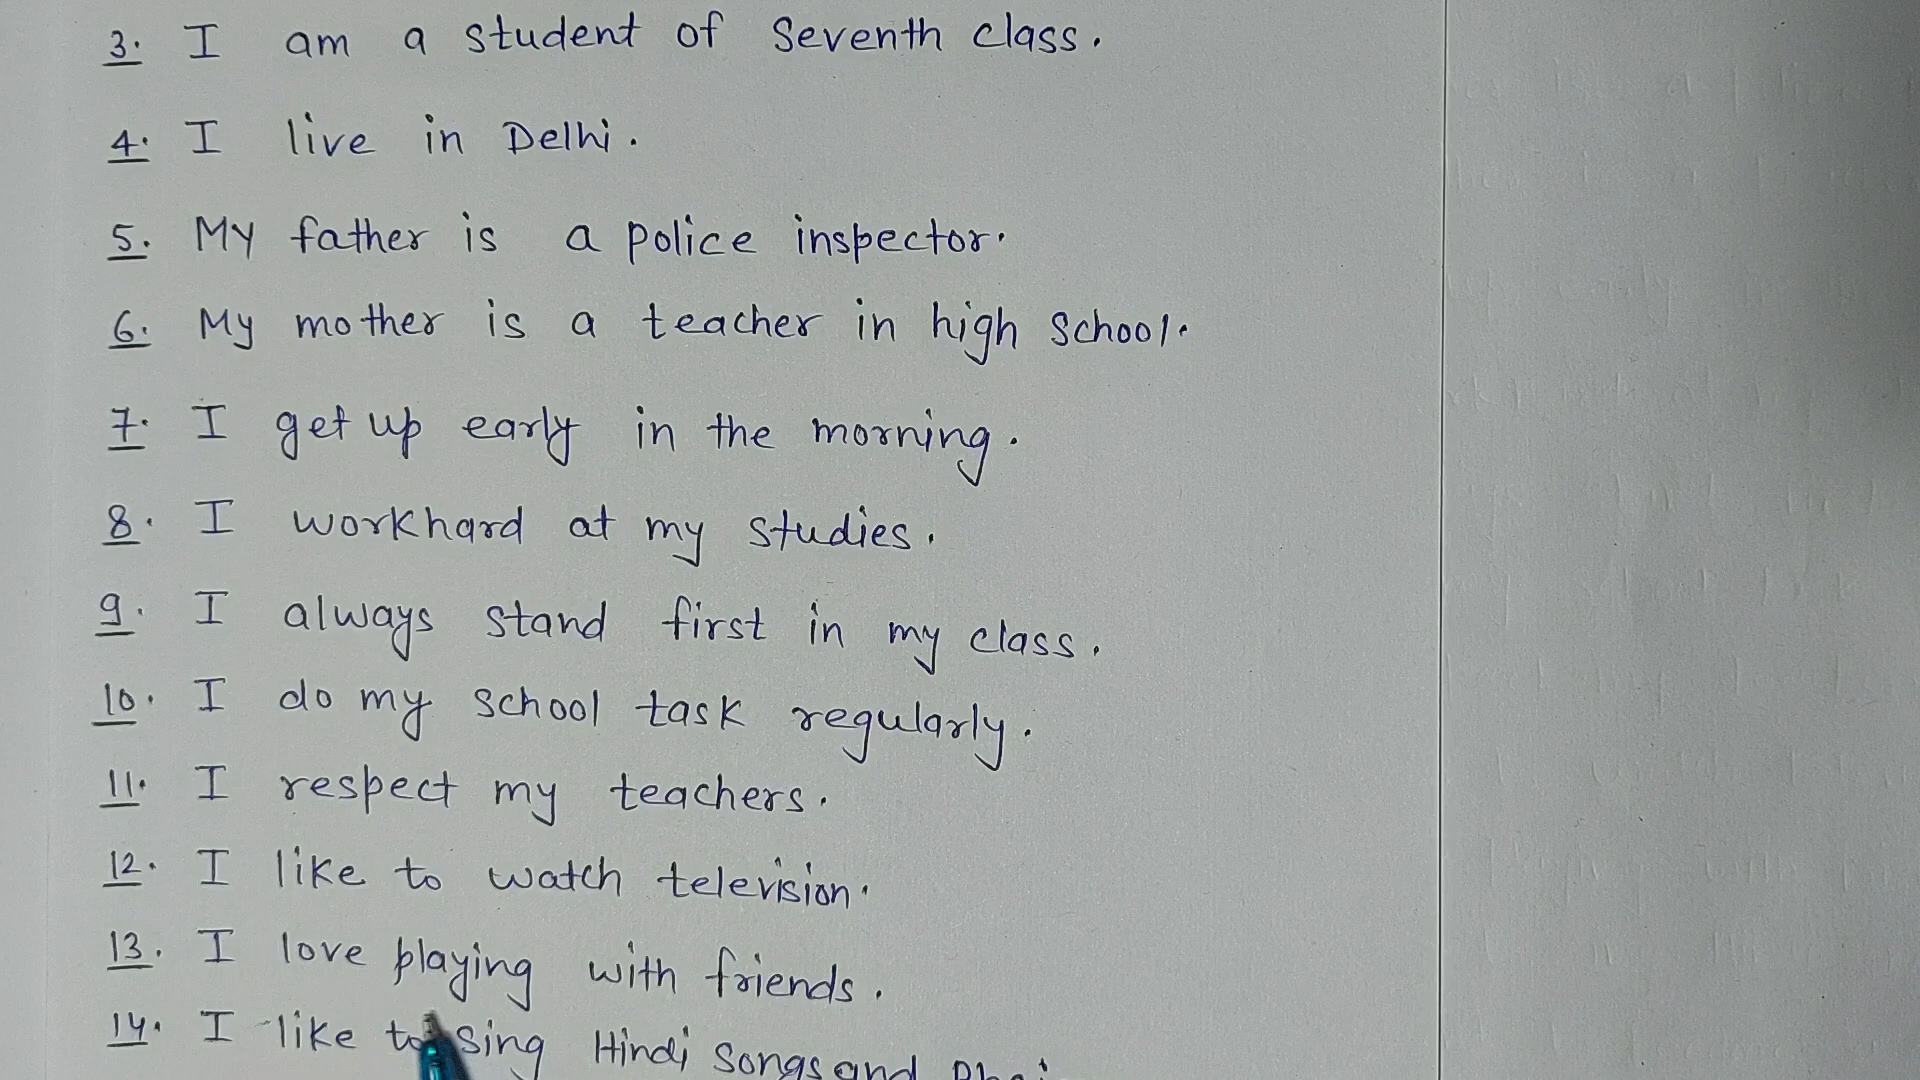 3. I am a student of Seventh class.
4. I live in Delhi.
5. My father is a police inspector.
6. My mother is a teacher in high School.
7. I get up early in the morning.
8. I workhard at my studies.
9. I always stand first in my class.
10. I do my school task regularly.
11. I respect my teachers.
12. I like to watch television.
13. I love playing with friends.
14. I like to sing Hindi songs and